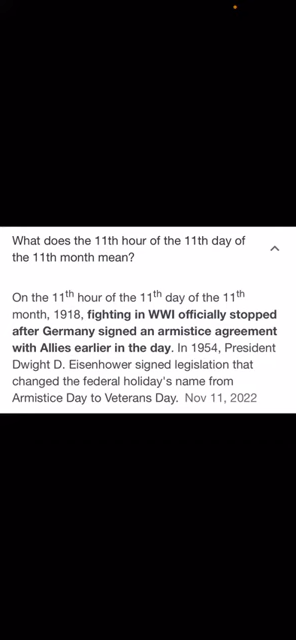 What does the 11th hour of the 11th day of
the 11th month mean?
On the 11th hour of the 11th day of the 11th
month, 1918, fighting in WWI officially stopped
after Germany signed an armistice agreement
with Allies earlier in the day. In 1954, President
Dwight D. Eisenhower signed legislation that
changed the federal holiday's name from
Armistice Day to Veterans Day. Nov 11, 2022